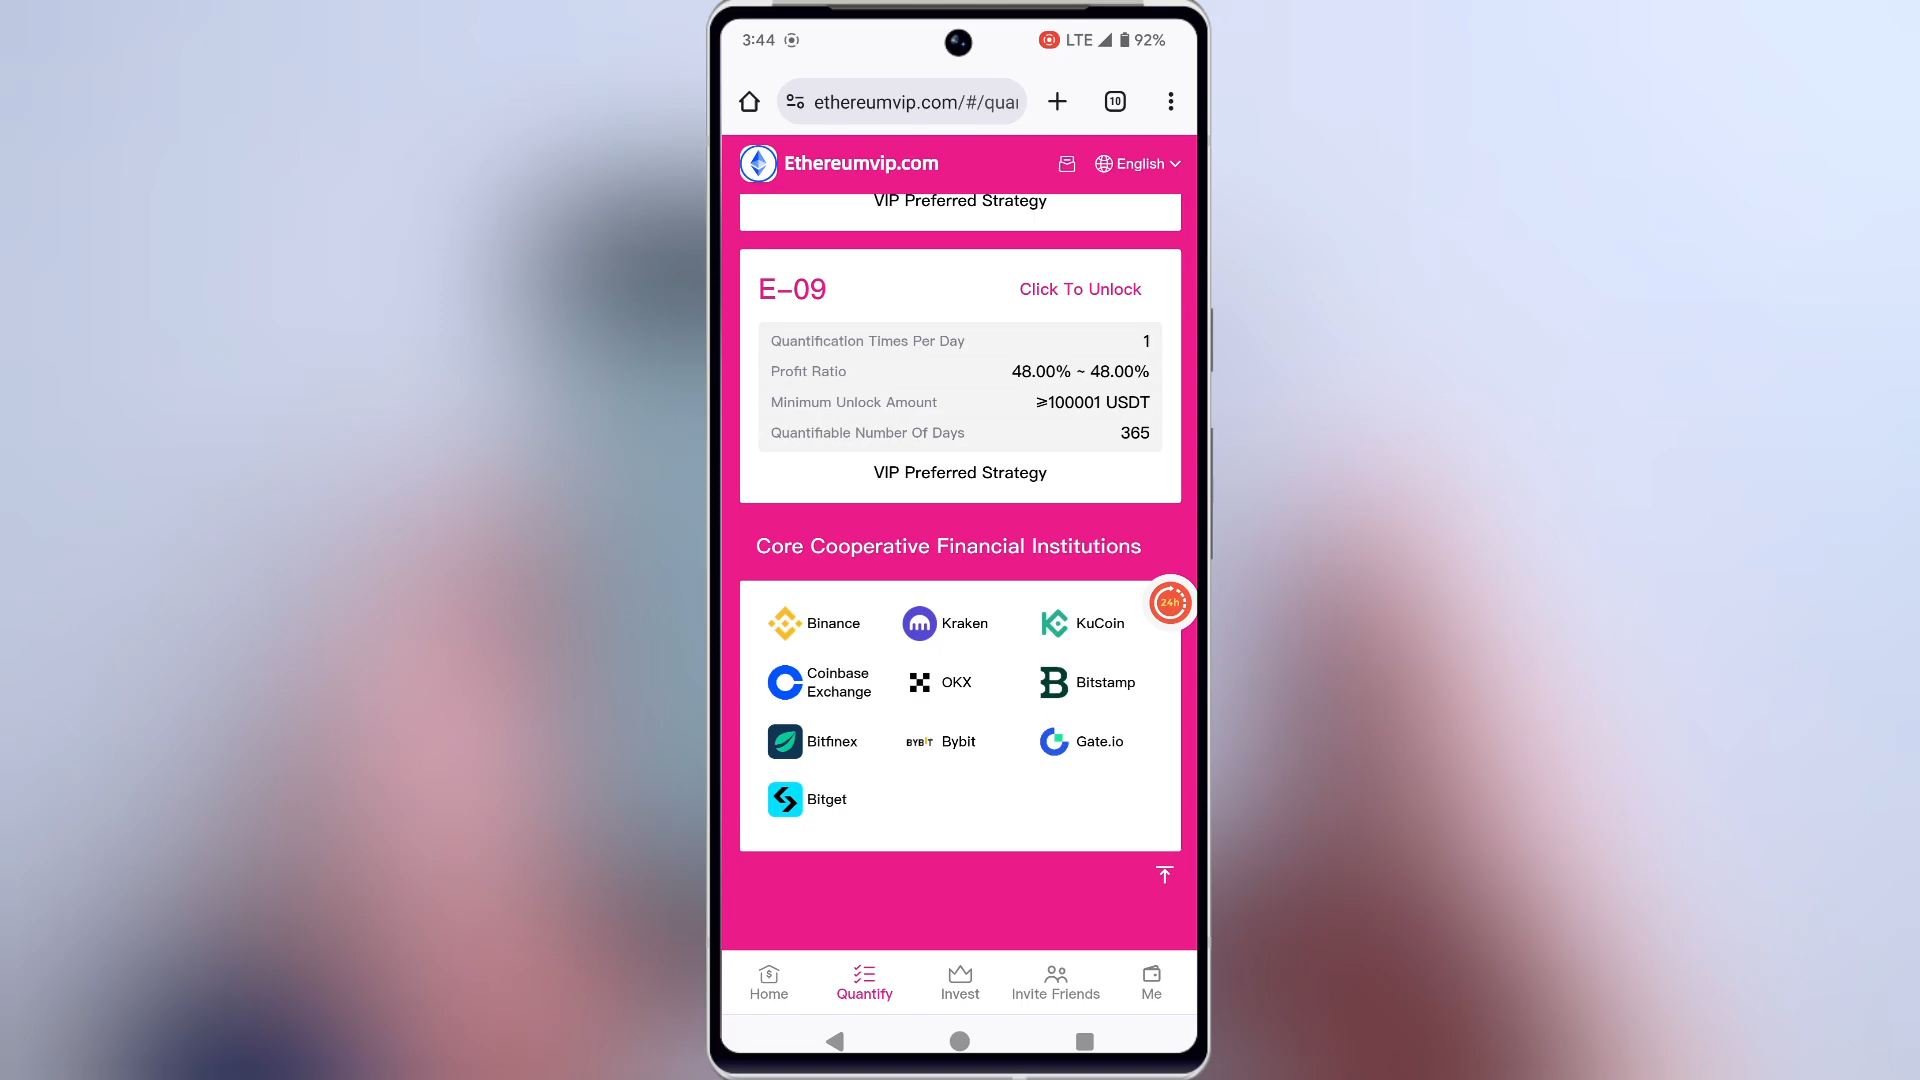 3:44 LTE 92%
ethereumvip.com/#/quai
10
Ethereumvip.com English
VIP Preferred Strategy
E-09 Click To Unlock
Quantification Times Per Day 1
Profit Ratio 48.00% ~ 48.00%
Minimum Unlock Amount ≥100001 USDT
Quantifiable Number Of Days 365
VIP Preferred Strategy
Core Cooperative Financial Institutions
24h
Binance Kraken KuCoin
Coinbase
Exchange OKX Bitstamp
Bitfinex BYBIT Bybit Gate.io
Bitget
Home Quantify Invest Invite Friends Me